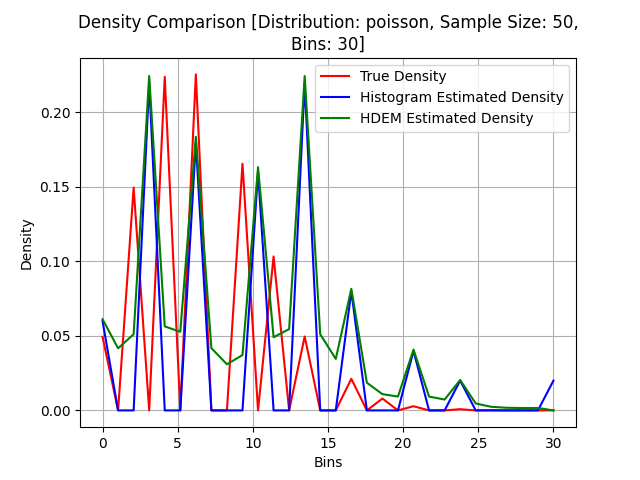 Density Comparison [Distribution: poisson, Sample Size: 50,
Bins: 30]
True Density
Histogram Estimated Density
HDEM Estimated Density
Density
0.20
0.15
0.10
0.05
0.00
0 5 10 15 20 25 30
Bins